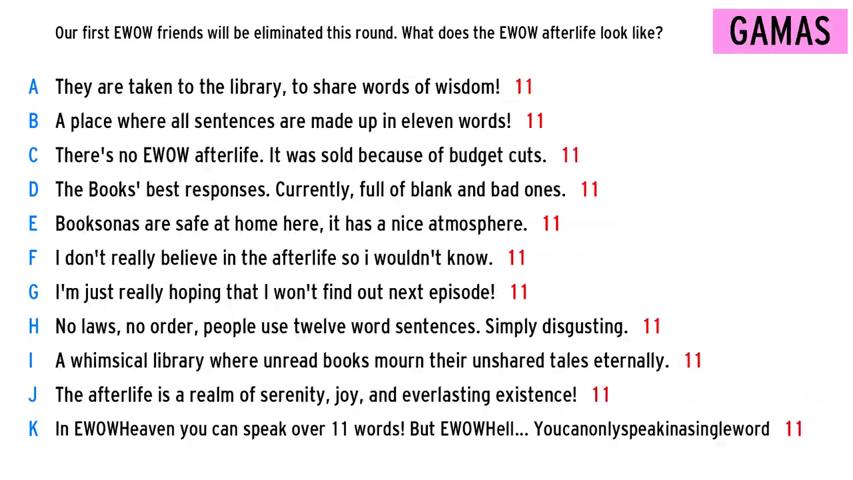 Our first EWOW friends will be eliminated this round. What does the EWOW afterlife look like?
GAMAS
A They are taken to the library, to share words of wisdom! 11
B A place where all sentences are made up in eleven words! 11
C There's no EWOW afterlife. It was sold because of budget cuts. 11
D The Books' best responses. Currently, full of blank and bad ones. 11
E Booksonas are safe at home here, it has a nice atmosphere. 11
F I don't really believe in the afterlife so i wouldn't know. 11
G I'm just really hoping that I won't find out next episode! 11
H No laws, no order, people use twelve word sentences. Simply disgusting. 11
I A whimsical library where unread books mourn their unshared tales eternally. 11
J The afterlife is a realm of serenity, joy, and everlasting existence! 11
K In EWOWHeaven you can speak over 11 words! But EWOWHell... Youcanonlyspeakinasingleword 11